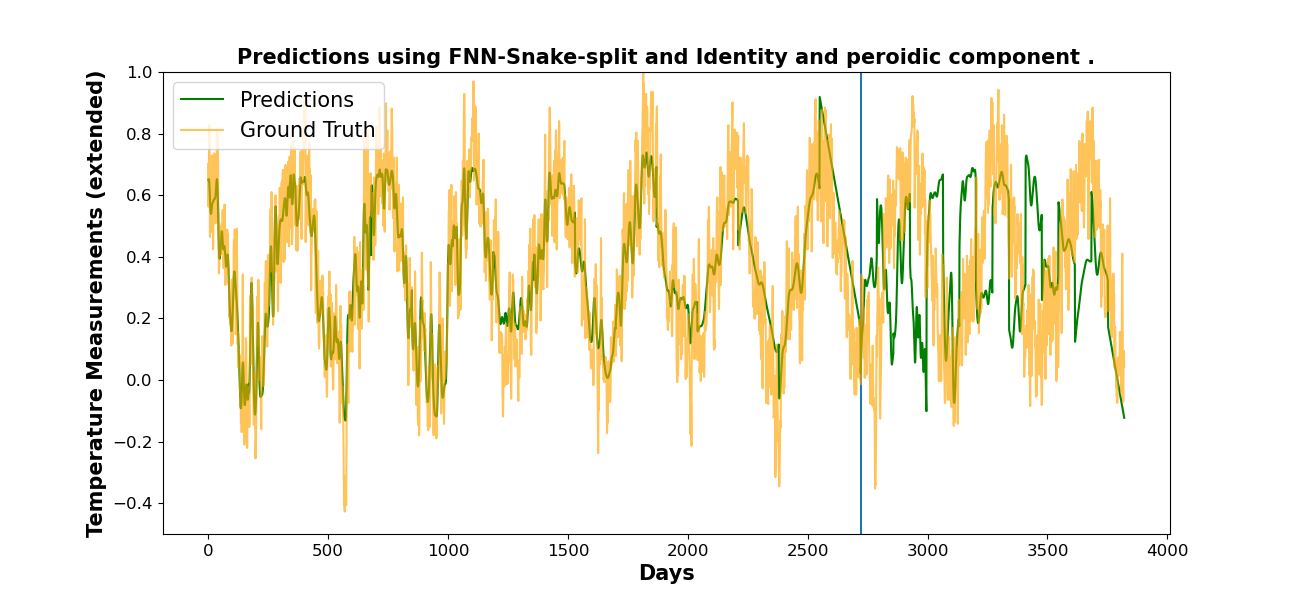 Predictions using FNN-Snake-split and Identity and peroidic component .
Predictions
Ground Truth
Temperature Measurements (extended)
1.0
0.8
0.6
0.4
0.2
0.0
−0.2
−0.4
0 500 1000 1500 2000 2500 3000 3500 4000
Days